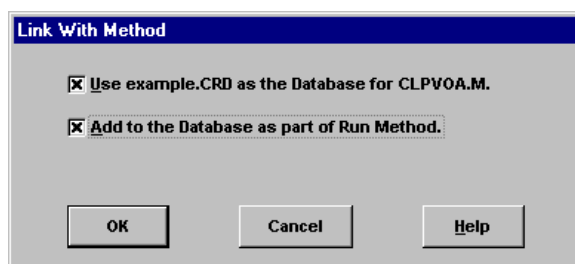 Link With Method
Use example.CRD as the Database for CLPVOA.M.
Add to the Database as part of Run Method.
OK Cancel Help